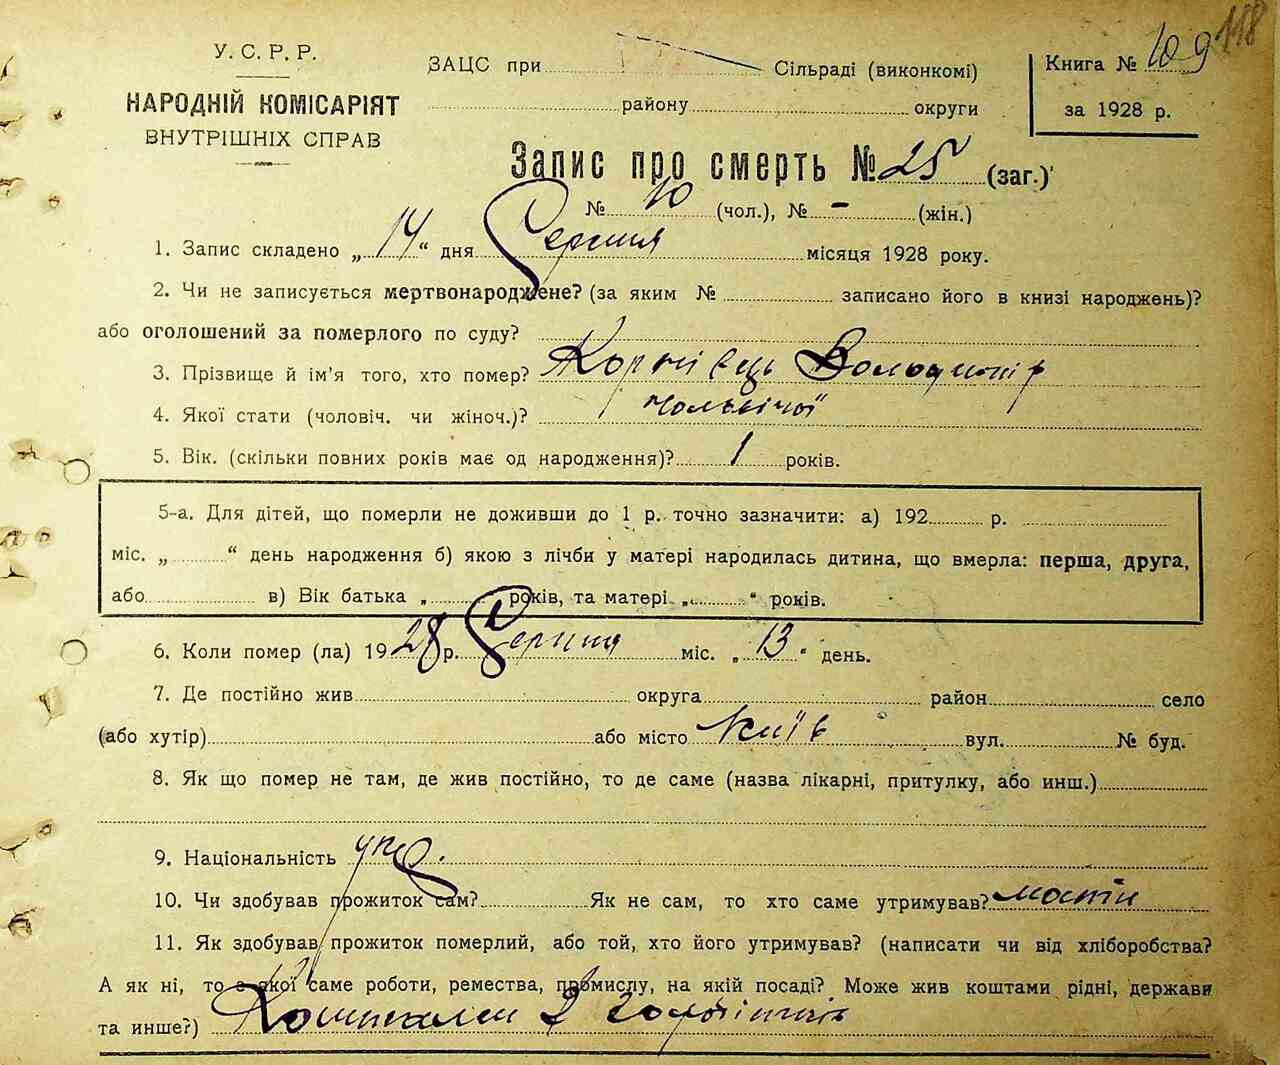 118
У. С. Р. Р.
НАРОДНІЙ КОМІСАРІЯТ
ВНУТРІШНІХ СПРАВ
ЗАЦС при Сільраді (виконкомі)
району округи
Книга № 109
за 1928 р.
Запис про смерть № 25 (заг.)
№ 10 (чол.), № - (жін.)
1. Запис складено „14“ дня Серпня місяця 1928 року.
2. Чи не записується мертвонароджене? (за яким № записано його в книзі народжень)?
або оголошений за померлого по суду?
3. Прізвище й ім'я того, хто помер? Володимір
4. Якої стати (чоловіч. чи жіноч.)? чоловічої
5. Вік. (скільки повних років має од народження)? 1 років.
5-а. Для дітей, що померли не доживши до 1 р. точно зазначити: а) 192 р.
міс. „ “ день народження б) якою з лічби у матері народилась дитина, що вмерла: перша, друга,
або в) Вік батька „ років, та матері „ “ років.
6. Коли помер (ла) 1928 р. Серпня міс. „13“ день.
7. Де постійно жив округа район село
(або хутір) або місто Київ вул. № буд.
8. Як що помер не там, де жив постійно, то де саме (назва лікарні, притулку, або инш.)
9. Національність укр.
10. Чи здобував прожиток сам? Як не сам, то хто саме утримував? мати
11. Як здобував прожиток померлий, або той, хто його утримував? (написати чи від хліборобства?
А як ні, то з якої саме роботи, ремества, промислу, на якій посаді? Може жив коштами рідні, держави
та инше?)